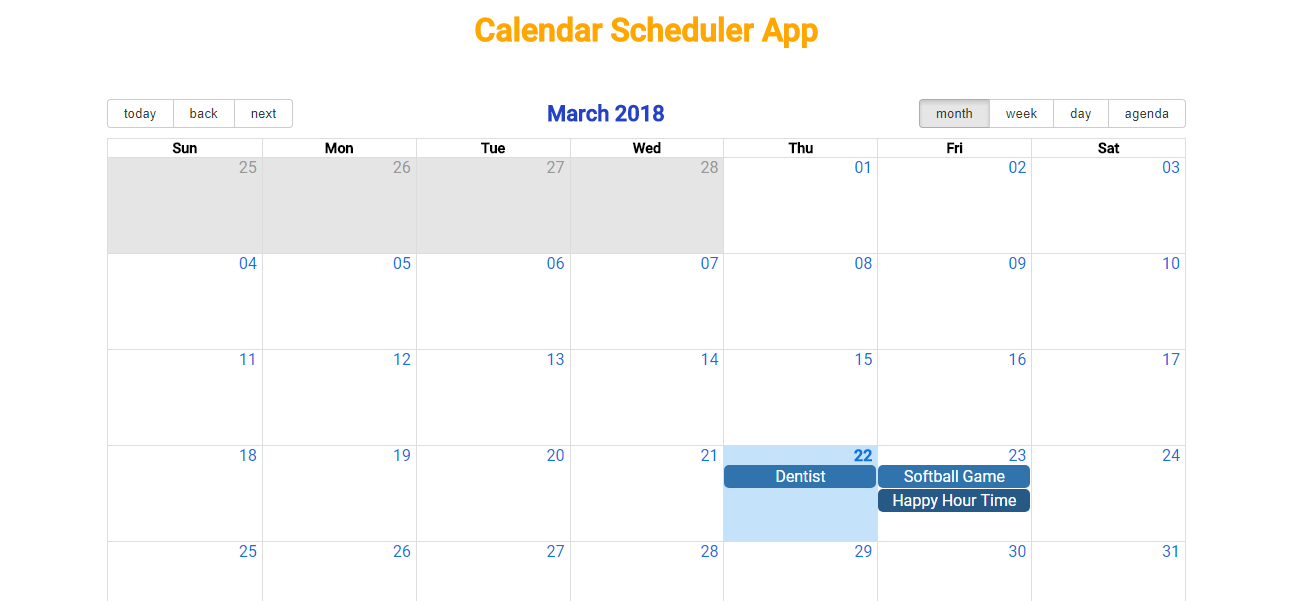 Calendar Scheduler App
today back next March 2018 month week day agenda
Sun Mon Tue Wed Thu Fri Sat
25 26 27 28 01 02 03
04 05 06 07 08 09 10
11 12 13 14 15 16 17
18 19 20 21 22 23 24
Dentist Softball Game
Happy Hour Time
25 26 27 28 29 30 31